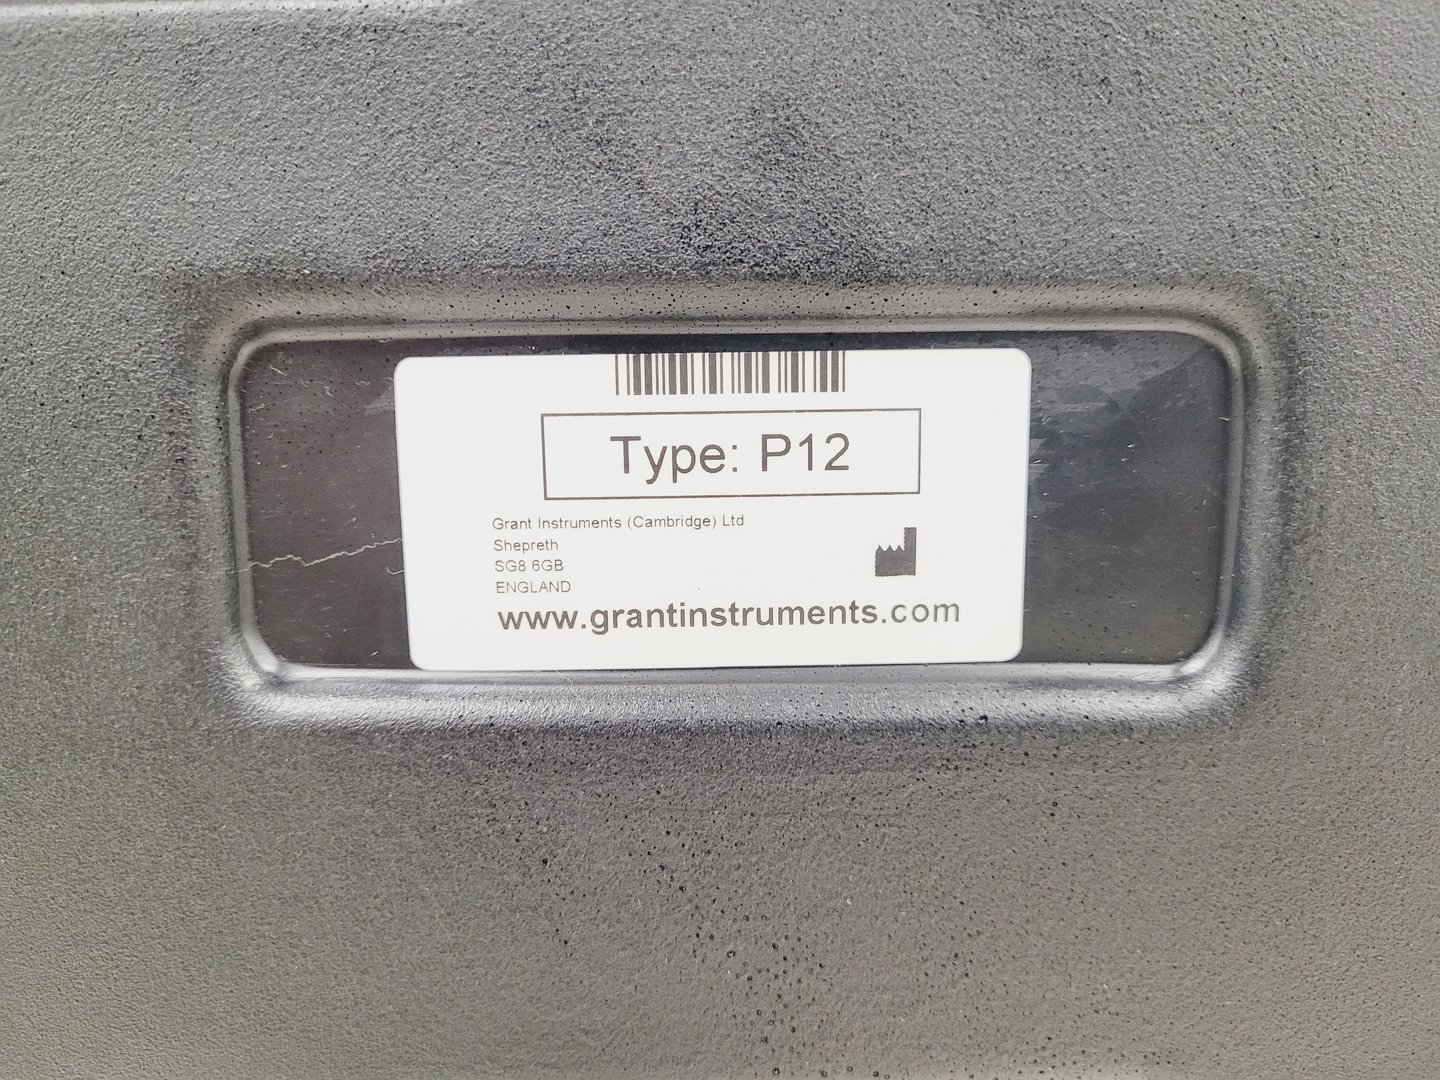 Type: P12
Grant Instruments (Cambridge) Ltd
Shepreth
SG8 6GB
ENGLAND
www.grantinstruments.com